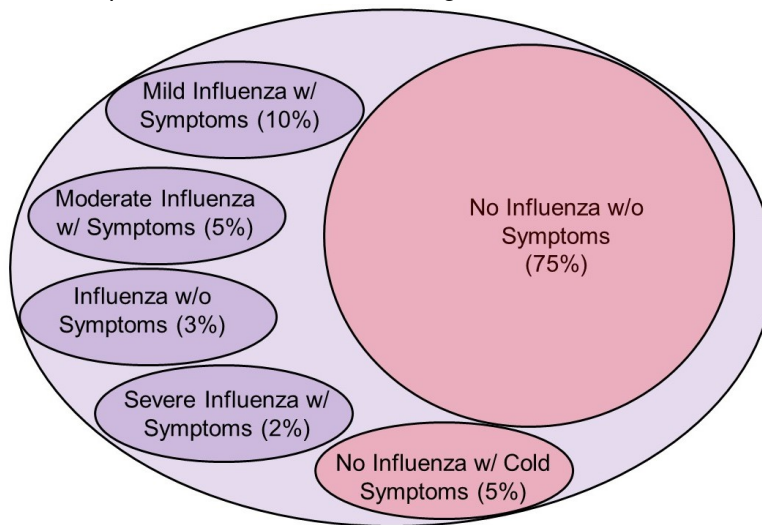 Mild Influenza w/
Symptoms (10%)
Moderate Influenza
w/ Symptoms (5%)
Influenza w/o
Symptoms (3%)
Severe Influenza w/
Symptoms (2%)
No Influenza w/ Cold
Symptoms (5%)
No Influenza w/o
Symptoms
(75%)